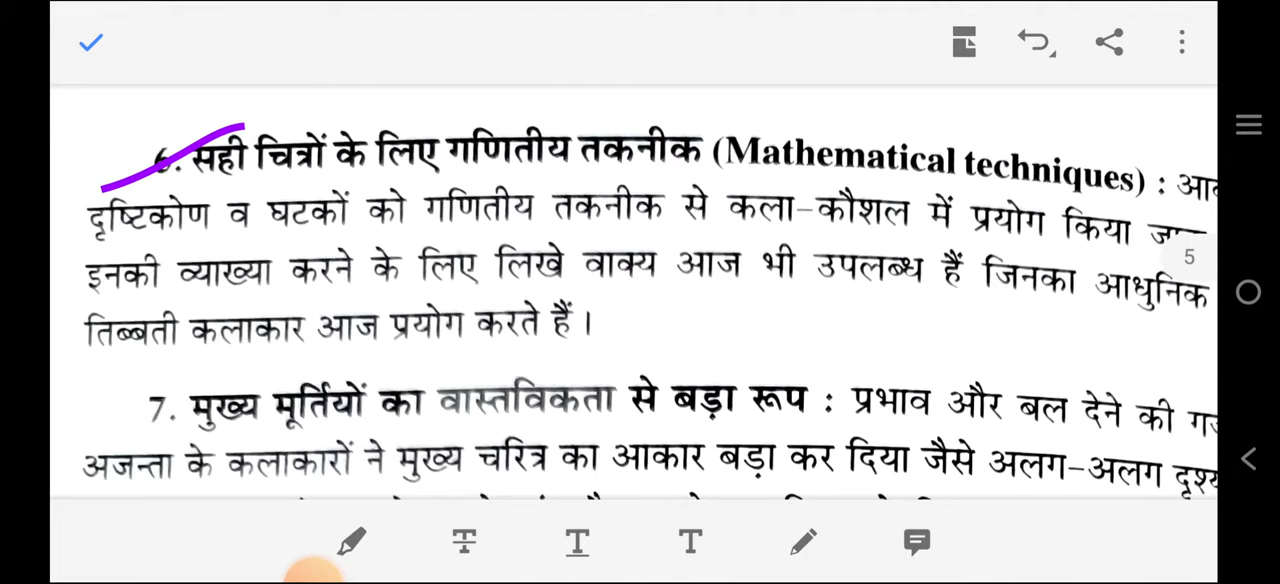 6. सही चित्रों के लिए गणितीय तकनीक (Mathematical techniques) :
दृष्टिकोण व घटकों को गणितीय तकनीक से कला-कौशल में प्रयोग किया
5
इनकी व्याख्या करने के लिए लिखे वाक्य आज भी उपलब्ध हैं जिनका आधुनिक
तिब्बती कलाकार आज प्रयोग करते हैं।
7. मुख्य मूर्तियों का वास्तविकता से बड़ा रूप : प्रभाव और बल देने की
अजन्ता के कलाकारों ने मुख्य चरित्र का आकार बड़ा कर दिया जैसे अलग-अलग
T
T
T